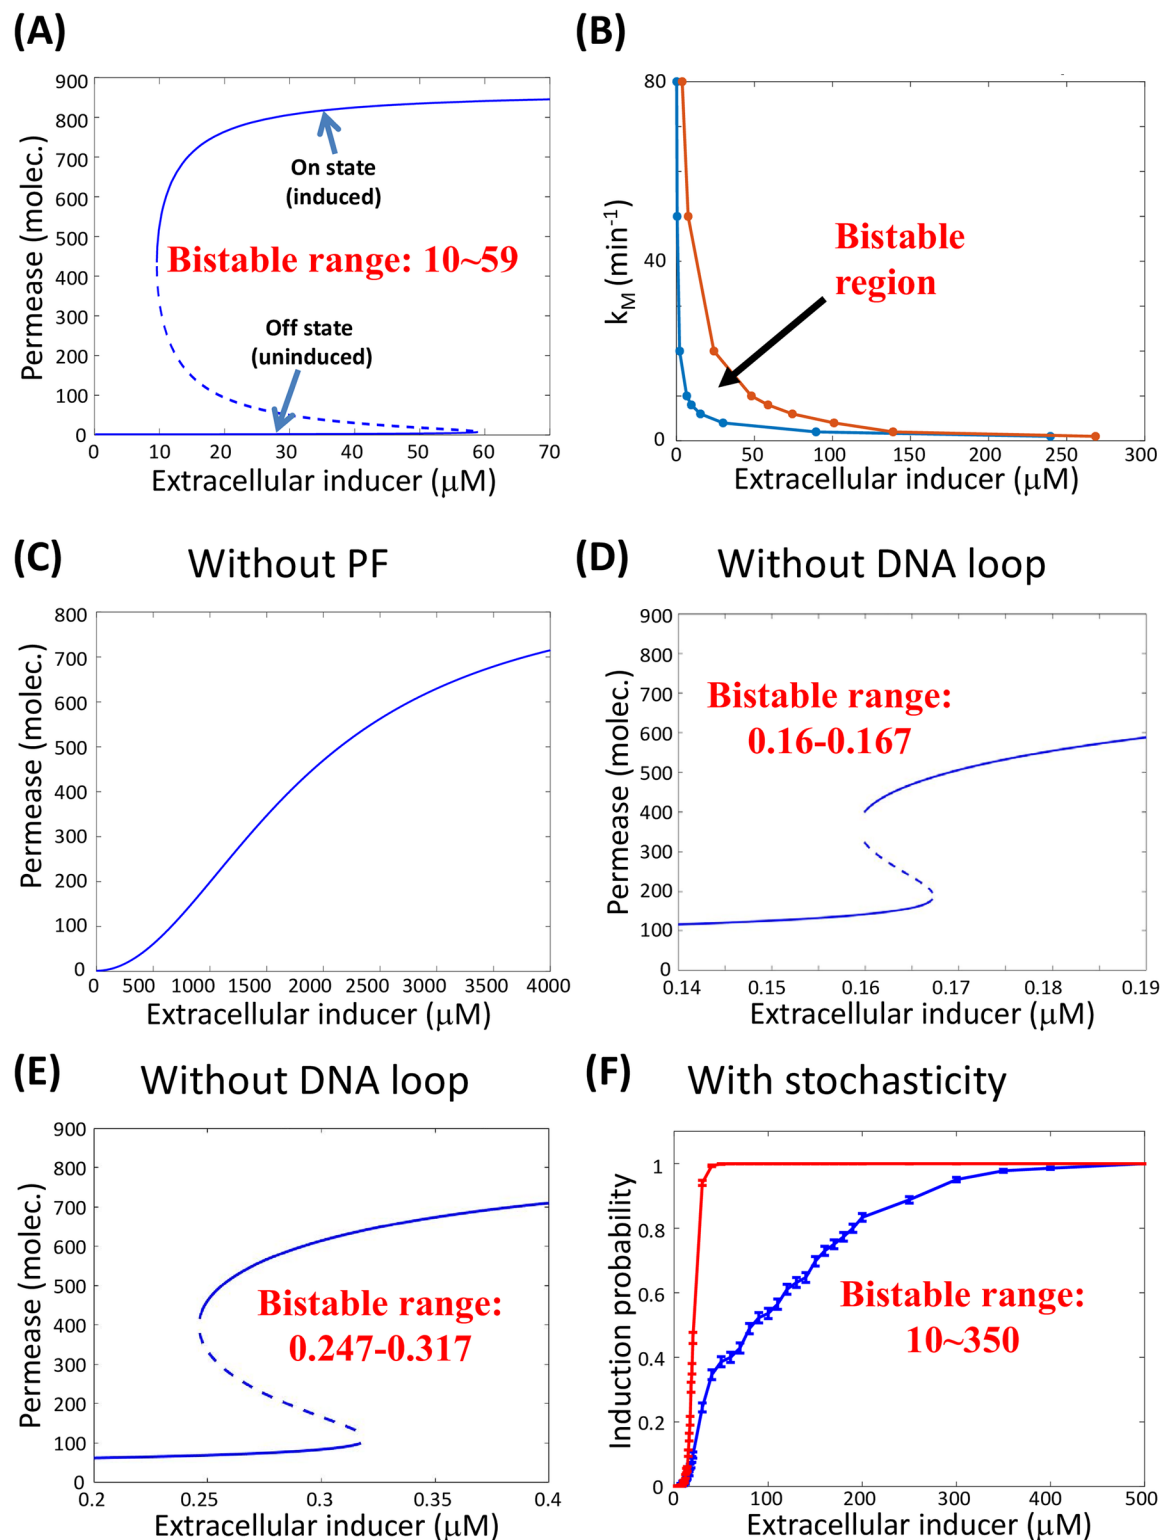 (A)
900
800
700
600
500
400
300
200
100
0
Permease (molec.)
On state
(induced)
Bistable range: 10~59
Off state
(uninduced)
0 10 20 30 40 50 60 70
Extracellular inducer (μM)
(B)
80
40
0
k_M (min⁻¹)
Bistable
region
0 50 100 150 200 250 300
Extracellular inducer (μM)
(C)
Without PF
800
700
600
500
400
300
200
100
0
Permease (molec.)
0 500 1000 1500 2000 2500 3000 3500 4000
Extracellular inducer (μM)
(D)
Without DNA loop
900
800
700
600
500
400
300
200
100
0
Permease (molec.)
Bistable range:
0.16-0.167
0.14 0.15 0.16 0.17 0.18 0.19
Extracellular inducer (μM)
(E)
Without DNA loop
900
800
700
600
500
400
300
200
100
0
Permease (molec.)
Bistable range:
0.247-0.317
0.2 0.25 0.3 0.35 0.4
Extracellular inducer (μM)
(F)
With stochasticity
1
0.8
0.6
0.4
0.2
0
Induction probability
Bistable range:
10~350
0 100 200 300 400 500
Extracellular inducer (μM)